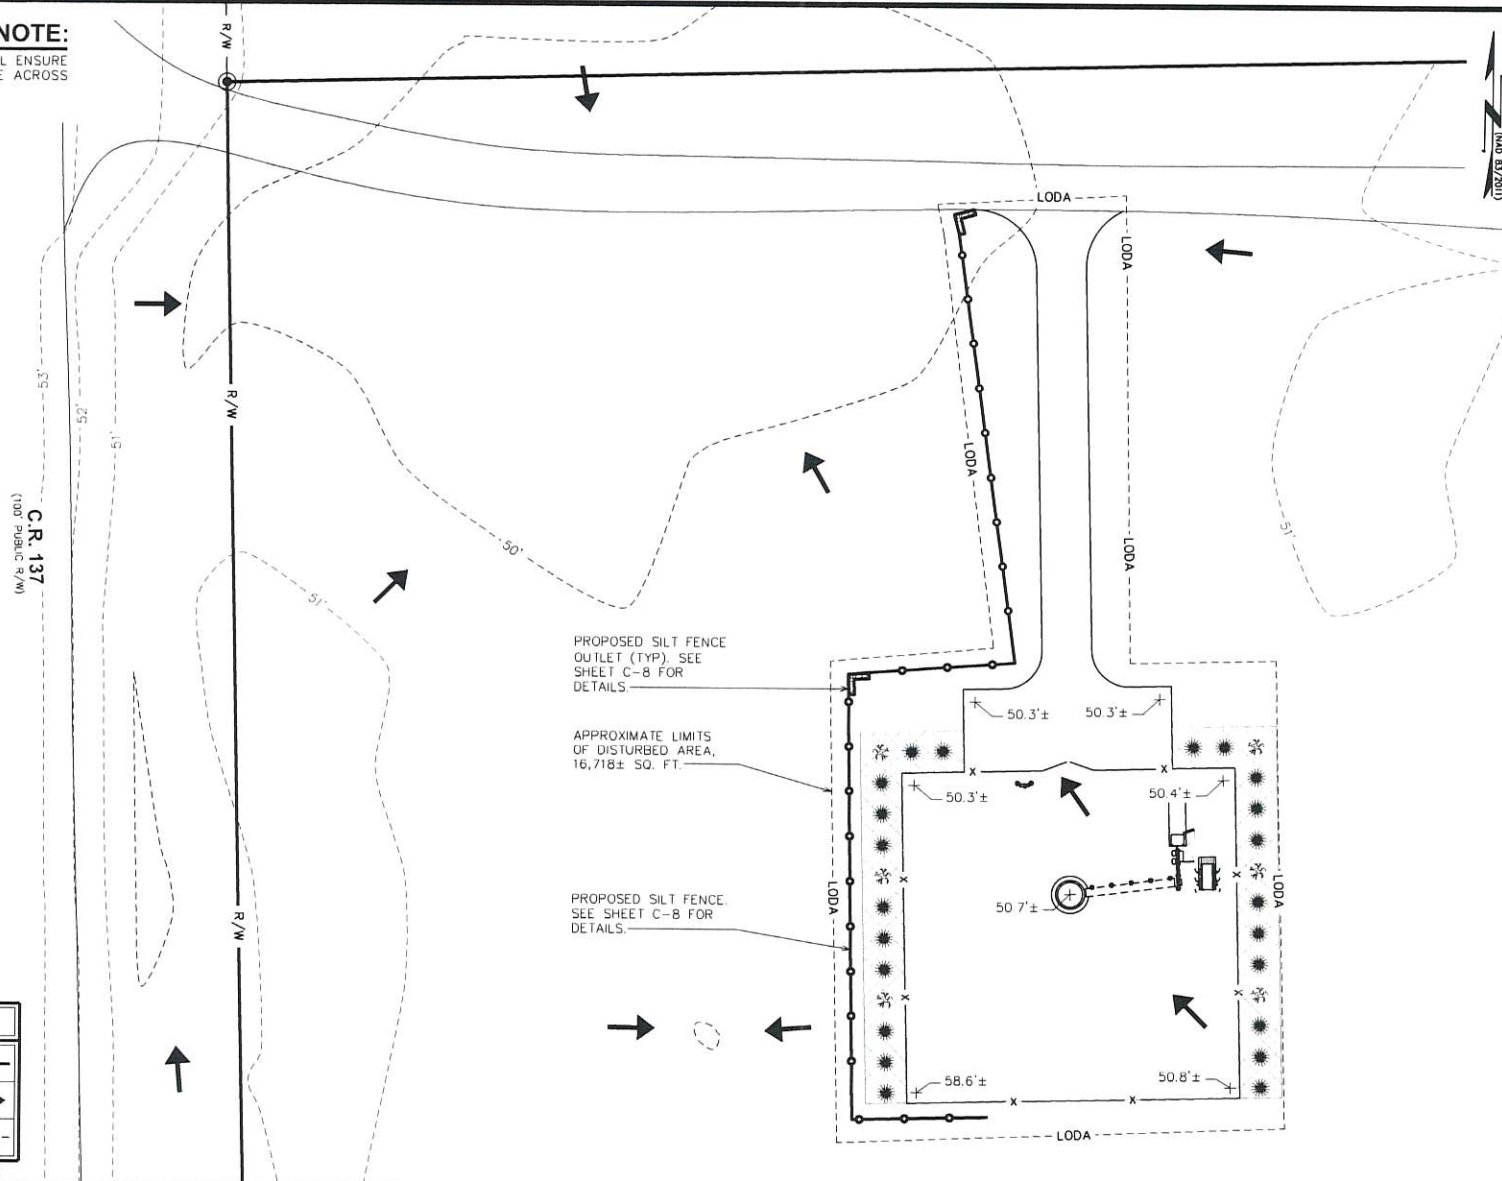 NOTE:
L ENSURE
E ACROSS
R/W
(NAD 83/2011)
LODA
LODA
R/W
53'
52'
51'
C.R. 137
(100' PUBLIC R/W)
50'
51'
LODA
LODA
51'
PROPOSED SILT FENCE
OUTLET (TYP). SEE
SHEET C-8 FOR
DETAILS.
50.3'±
50.3'±
APPROXIMATE LIMITS
OF DISTURBED AREA,
16,718± SQ. FT.
50.3'±
50.4'±
PROPOSED SILT FENCE.
SEE SHEET C-8 FOR
DETAILS.
LODA
50.7'±
LODA
R/W
58.6'±
50.8'±
LODA